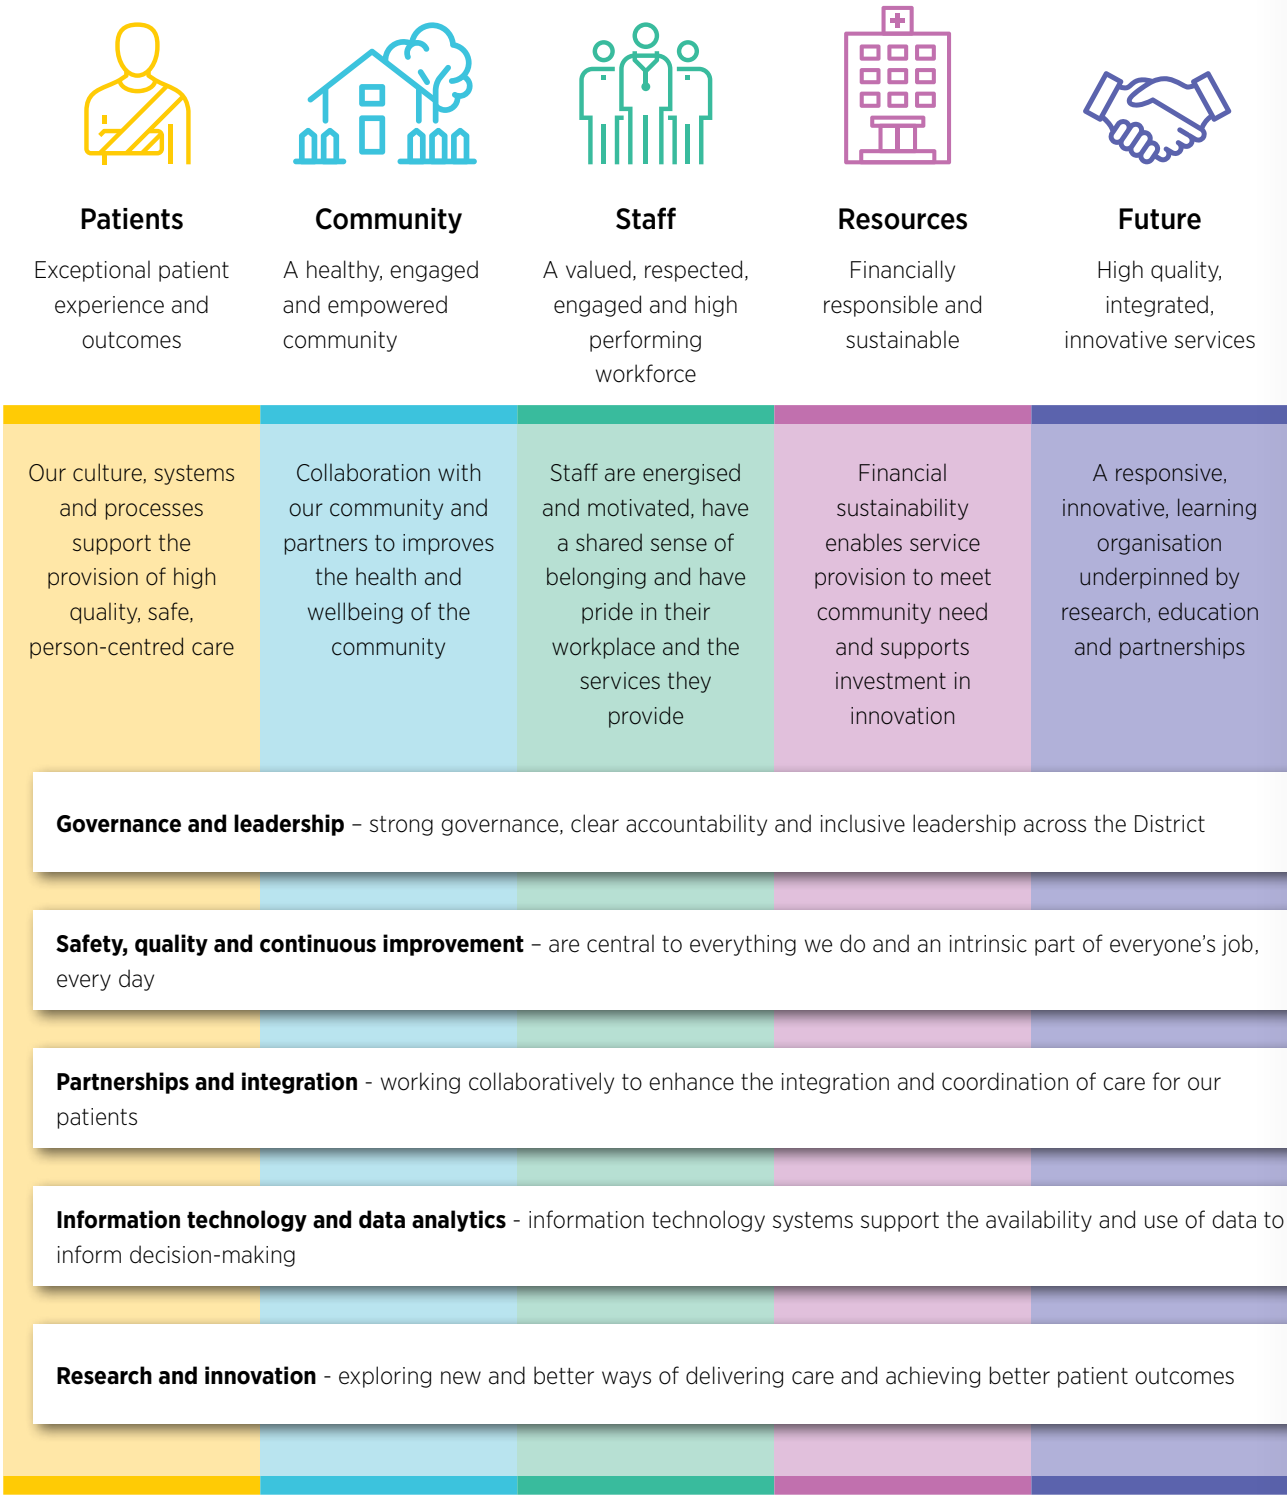 Patients
Exceptional patient
experience and
outcomes
Community
A healthy, engaged
and empowered
community
Staff
A valued, respected,
engaged and high
performing
workforce
Resources
Financially
responsible and
sustainable
Future
High quality,
integrated,
innovative services
Our culture, systems
and processes
support the
provision of high
quality, safe,
person-centred care
Collaboration with
our community and
partners to improves
the health and
wellbeing of the
community
Staff are energised
and motivated, have
a shared sense of
belonging and have
pride in their
workplace and the
services they
provide
Financial
sustainability
enables service
provision to meet
community need
and supports
investment in
innovation
A responsive,
innovative, learning
organisation
underpinned by
research, education
and partnerships
Governance and leadership – strong governance, clear accountability and inclusive leadership across the District
Safety, quality and continuous improvement – are central to everything we do and an intrinsic part of everyone’s job,
every day
Partnerships and integration - working collaboratively to enhance the integration and coordination of care for our
patients
Information technology and data analytics - information technology systems support the availability and use of data to
inform decision-making
Research and innovation - exploring new and better ways of delivering care and achieving better patient outcomes